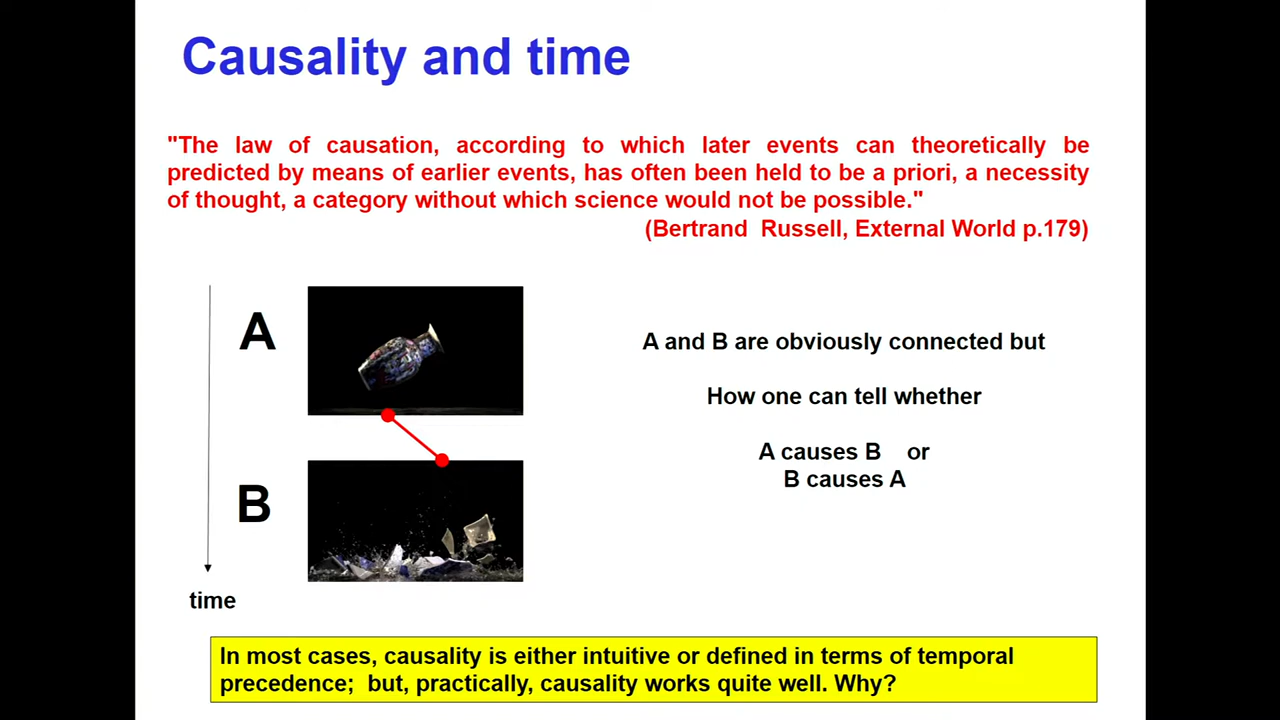 Causality and time
"The law of causation, according to which later events can theoretically be
predicted by means of earlier events, has often been held to be a priori, a necessity
of thought, a category without which science would not be possible."
(Bertrand Russell, External World p.179)
A
A and B are obviously connected but
How one can tell whether
A causes B or
B causes A
B
time
In most cases, causality is either intuitive or defined in terms of temporal
precedence; but, practically, causality works quite well. Why?